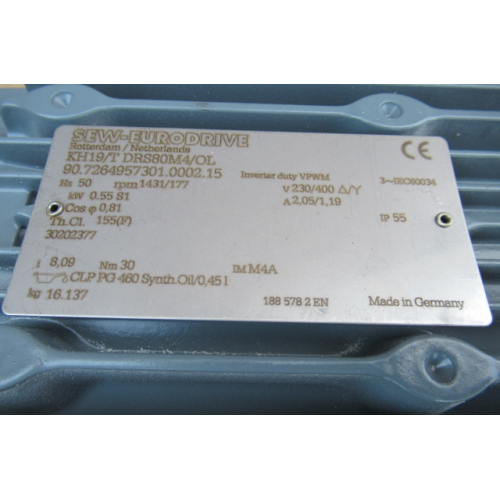 SEW-EURODRIVE
Rotterdam / Netherlands
KH19/T DRS80M4/OL
90.7264957301.0002.15 Inverter duty VPWM
Hz 50 rpm 1431/177 V 230/400 Δ/Y 3~IEC60034
kW 0.55 S1 A 2,05/1,19
Cos φ 0,81 IP 55
Th.Cl. 155(F)
30202377
i 8,09 Nm 30 IM M4A
CLP PG 460 Synth.Oil/0,45 l
kg 16.137 188 578 2 EN Made in Germany
CE